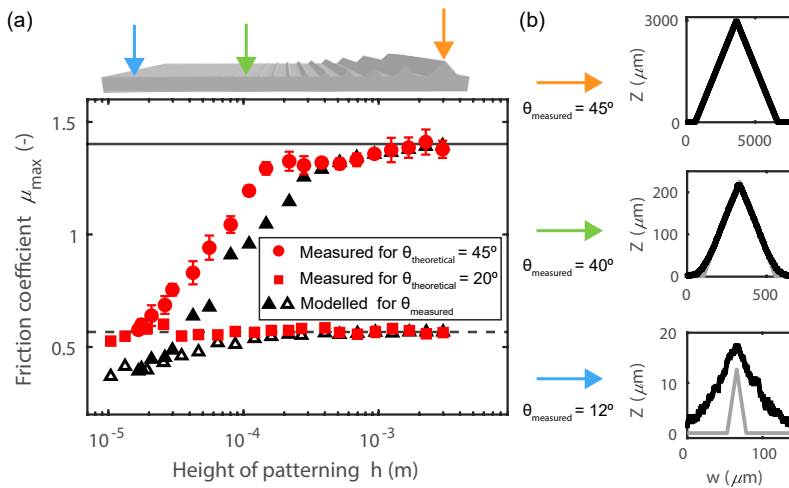 (a)
1.5
1
0.5
Friction coefficient μmax (-)
10-5
10-4
10-3
Height of patterning h (m)
Measured for θtheoretical = 45º
Measured for θtheoretical = 20º
Modelled for θmeasured
(b)
θmeasured = 45º
3000
0
Z (μm)
0
5000
θmeasured = 40º
200
100
0
Z (μm)
0
500
θmeasured = 12º
20
10
0
Z (μm)
0
100
w (μm)